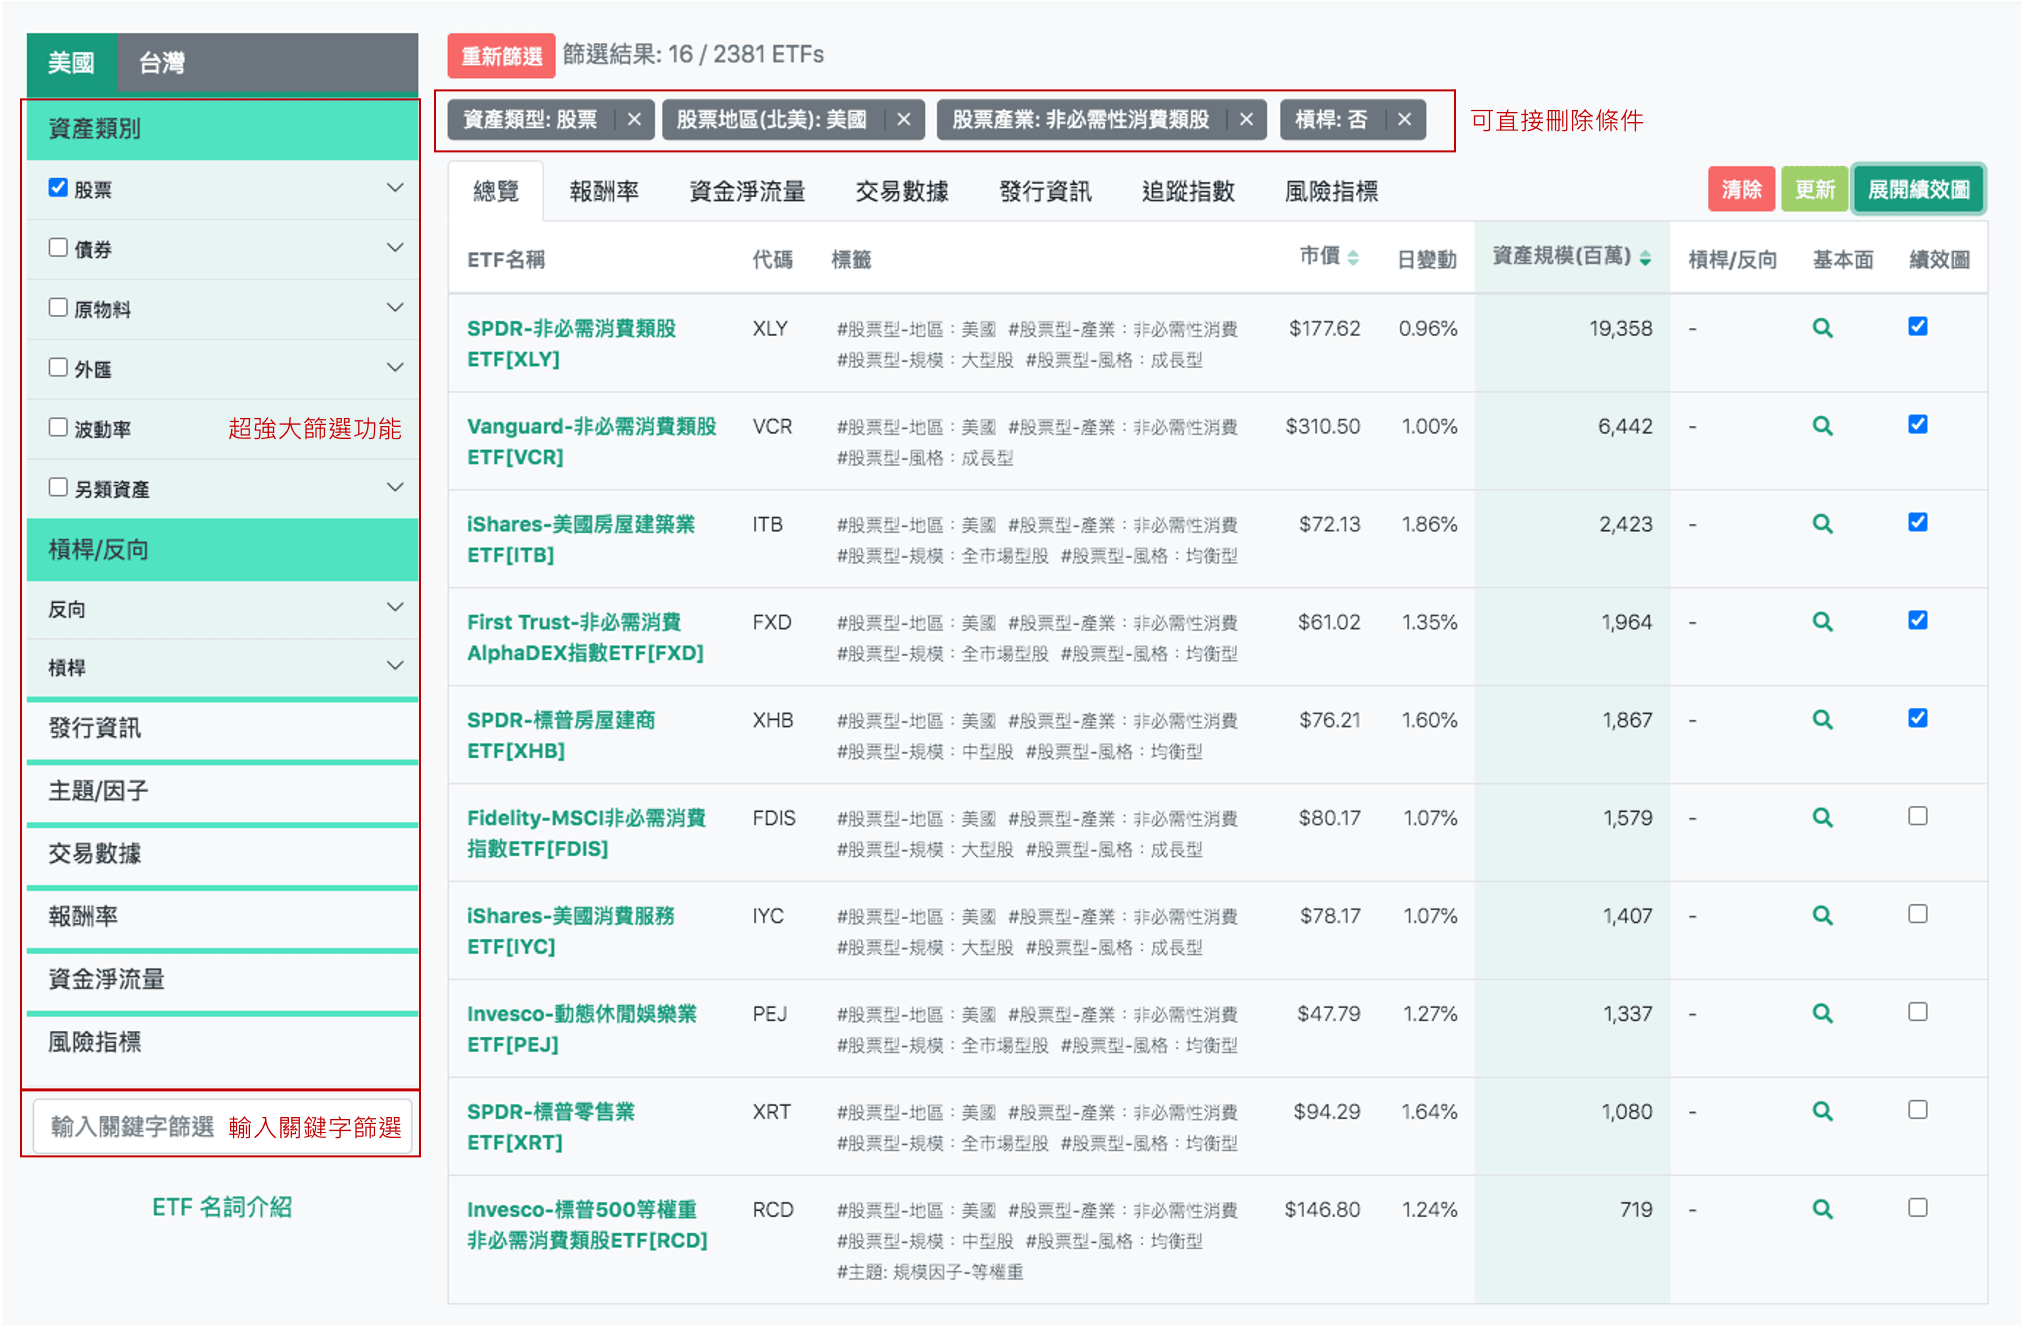 美國 台灣
資產類別
股票
債券
原物料
外匯
波動率 超強大篩選功能
另類資產
槓桿/反向
反向
槓桿
發行資訊
主題/因子
交易數據
報酬率
資金淨流量
風險指標
輸入關鍵字篩選 輸入關鍵字篩選
ETF 名詞介紹
重新篩選 篩選結果: 16 / 2381 ETFs
資產類型: 股票 × 股票地區(北美): 美國 × 股票產業: 非必需性消費類股 × 槓桿: 否 × 可直接刪除條件
總覽 報酬率 資金淨流量 交易數據 發行資訊 追蹤指數 風險指標 清除 更新 展開績效圖
ETF名稱 代碼 標籤 市價 日變動 資產規模(百萬) 槓桿/反向 基本面 績效圖
SPDR-非必需消費類股 XLY #股票型-地區：美國 #股票型-產業：非必需性消費 $177.62 0.96% 19,358 -
ETF[XLY] #股票型-規模：大型股 #股票型-風格：成長型
Vanguard-非必需消費類股 VCR #股票型-地區：美國 #股票型-產業：非必需性消費 $310.50 1.00% 6,442 -
ETF[VCR] #股票型-風格：成長型
iShares-美國房屋建築業 ITB #股票型-地區：美國 #股票型-產業：非必需性消費 $72.13 1.86% 2,423 -
ETF[ITB] #股票型-規模：全市場型股 #股票型-風格：均衡型
First Trust-非必需消費 FXD #股票型-地區：美國 #股票型-產業：非必需性消費 $61.02 1.35% 1,964 -
AlphaDEX指數ETF[FXD] #股票型-規模：全市場型股 #股票型-風格：均衡型
SPDR-標普房屋建商 XHB #股票型-地區：美國 #股票型-產業：非必需性消費 $76.21 1.60% 1,867 -
ETF[XHB] #股票型-規模：中型股 #股票型-風格：均衡型
Fidelity-MSCI非必需消費 FDIS #股票型-地區：美國 #股票型-產業：非必需性消費 $80.17 1.07% 1,579 -
指數ETF[FDIS] #股票型-規模：大型股 #股票型-風格：成長型
iShares-美國消費服務 IYC #股票型-地區：美國 #股票型-產業：非必需性消費 $78.17 1.07% 1,407 -
ETF[IYC] #股票型-規模：大型股 #股票型-風格：成長型
Invesco-動態休閒娛樂業 PEJ #股票型-地區：美國 #股票型-產業：非必需性消費 $47.79 1.27% 1,337 -
ETF[PEJ] #股票型-規模：全市場型股 #股票型-風格：均衡型
SPDR-標普零售業 XRT #股票型-地區：美國 #股票型-產業：非必需性消費 $94.29 1.64% 1,080 -
ETF[XRT] #股票型-規模：全市場型股 #股票型-風格：均衡型
Invesco-標普500等權重 RCD #股票型-地區：美國 #股票型-產業：非必需性消費 $146.80 1.24% 719 -
非必需消費類股ETF[RCD] #股票型-規模：中型股 #股票型-風格：均衡型
#主題: 規模因子-等權重